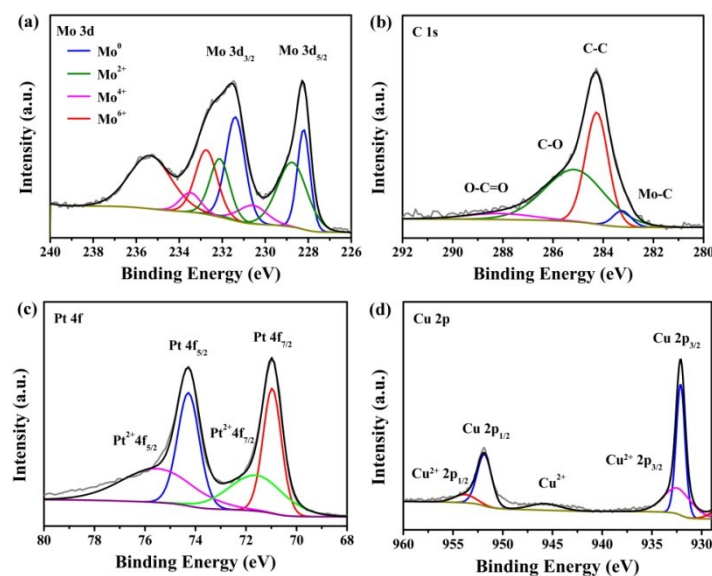 (a) Mo 3d
Mo⁰
Mo²⁺
Mo⁴⁺
Mo⁶⁺
Mo 3d₃/₂ Mo 3d₅/₂
Intensity (a.u.)
240 238 236 234 232 230 228 226
Binding Energy (eV)
(b) C 1s
C-C
C-O
O-C=O
Mo-C
Intensity (a.u.)
292 290 288 286 284 282 280
Binding Energy (eV)
(c) Pt 4f
Pt 4f₅/₂ Pt 4f₇/₂
Pt²⁺4f₅/₂ Pt²⁺4f₇/₂
Intensity (a.u.)
80 76 74 72 70 68
Binding Energy (eV)
(d) Cu 2p
Cu 2p₃/₂
Cu 2p₁/₂
Cu²⁺ 2p₁/₂ Cu²⁺ Cu²⁺ 2p₃/₂
Intensity (a.u.)
960 955 950 945 940 935 930
Binding Energy (eV)